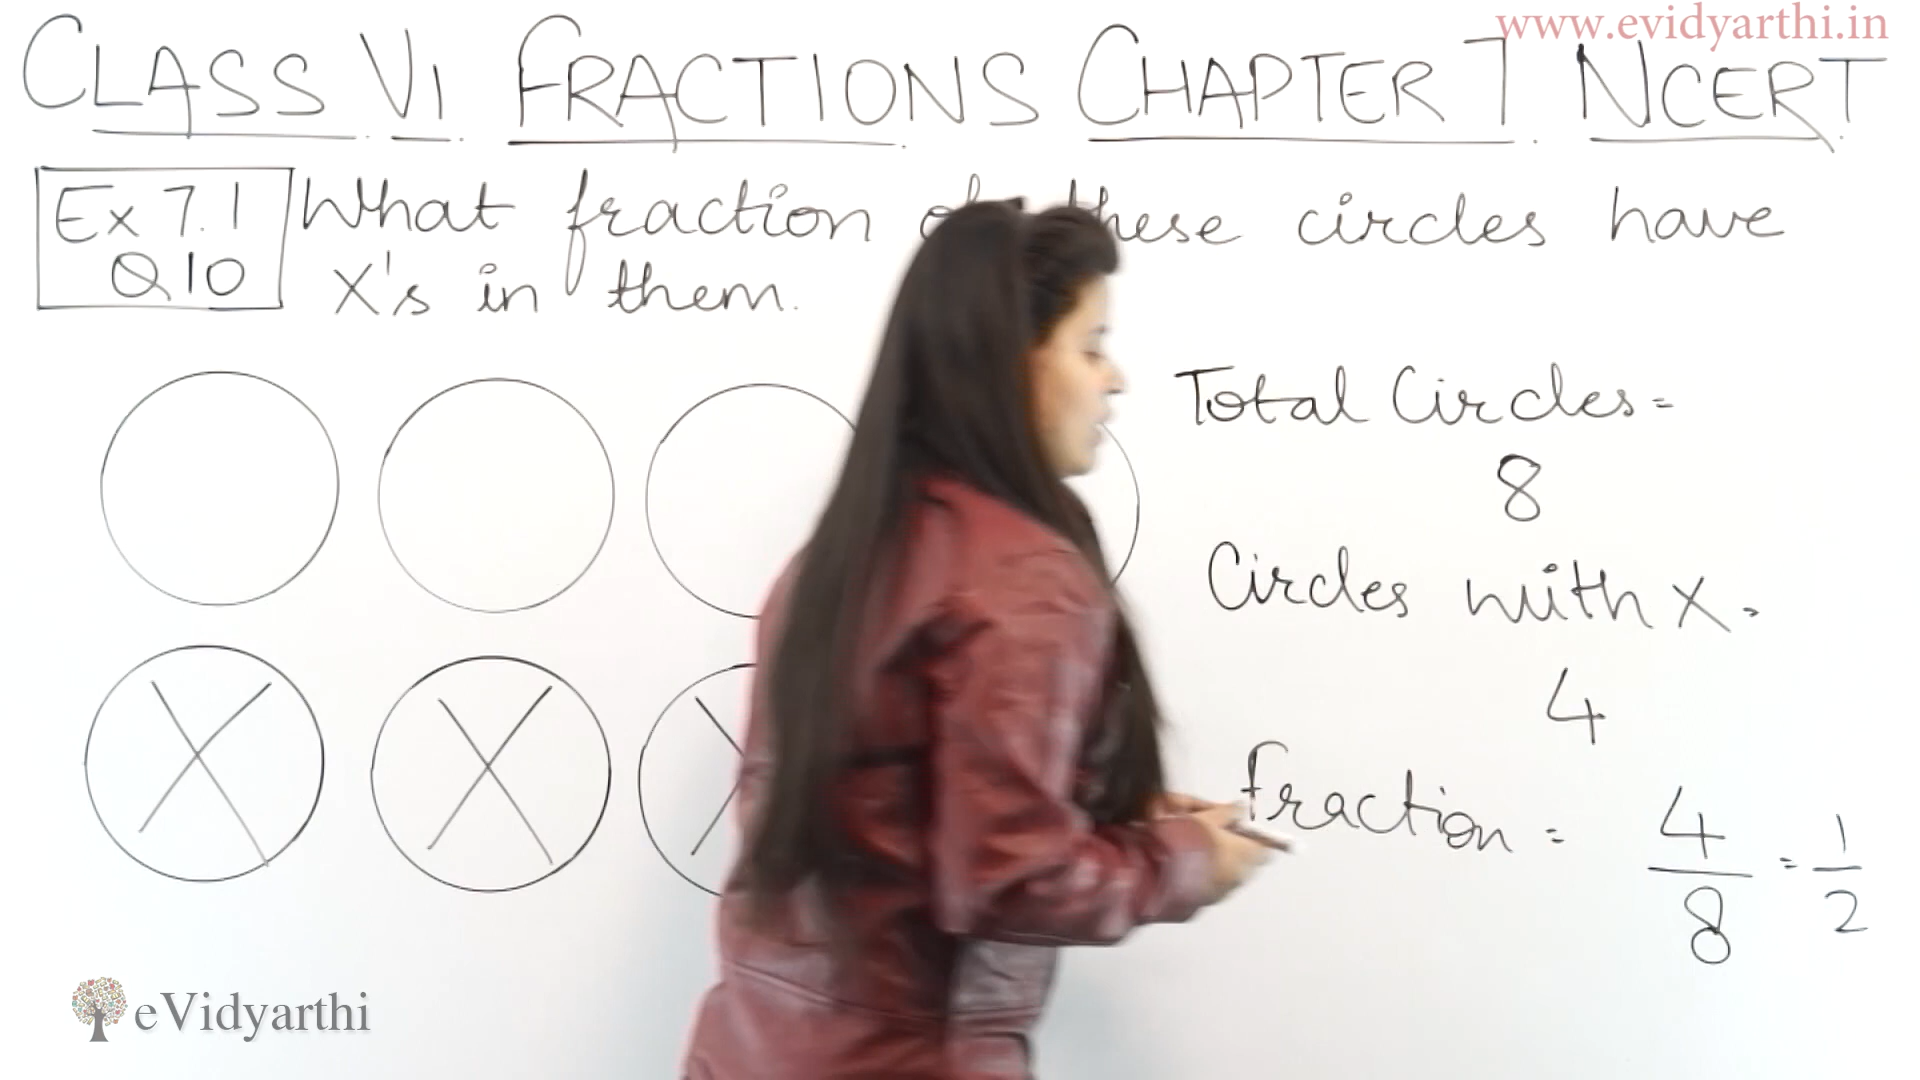 www.evidyarthi.in
CLASS VI FRACTIONS CHAPTER 7 NCERT
Ex 7.1
Q10
What fraction these circles have
X's in them.
Total Circles =
8
Circles with X =
4
fraction = 4/8 = 1/2
eVidyarthi